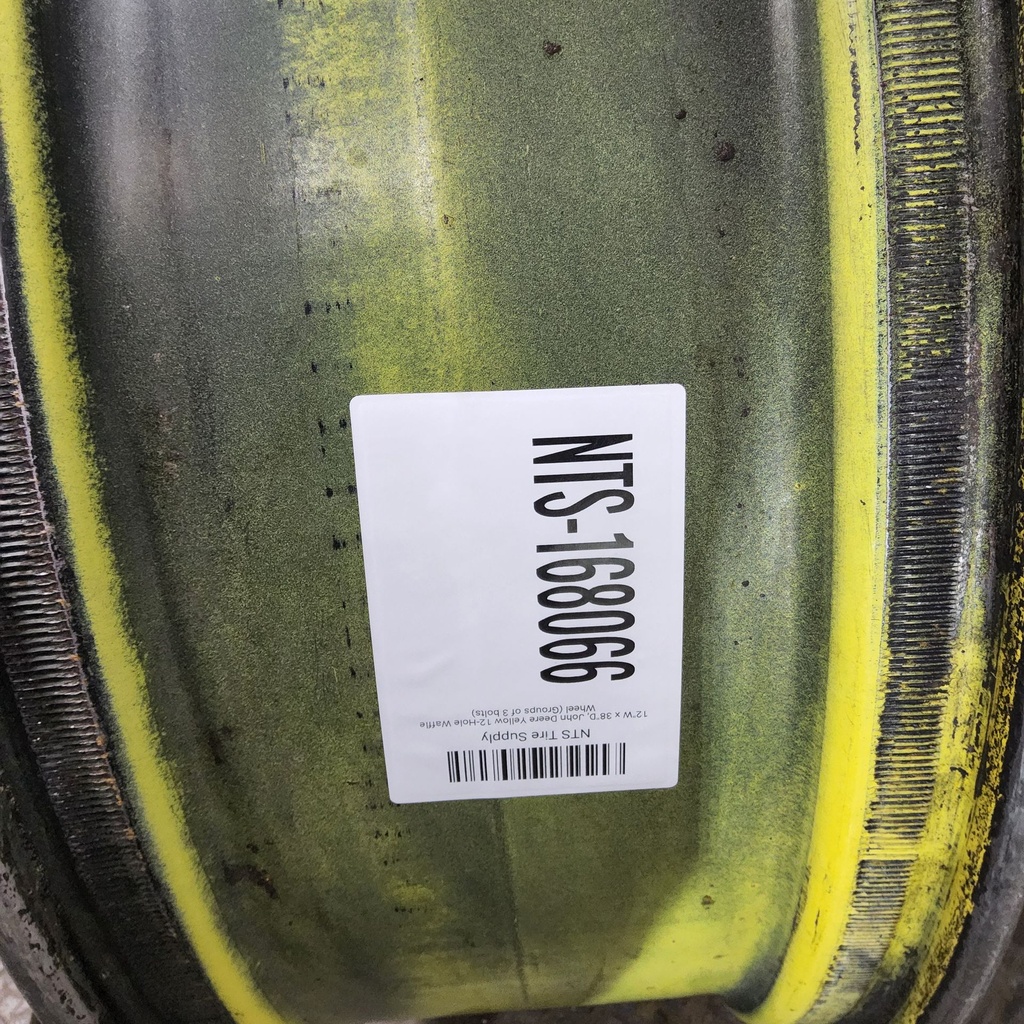 NTS-168066
NTS Tire Supply
12"W x 38"D, John Deere Yellow 12-Hole Waffle
Wheel (Groups of 3 bolts)